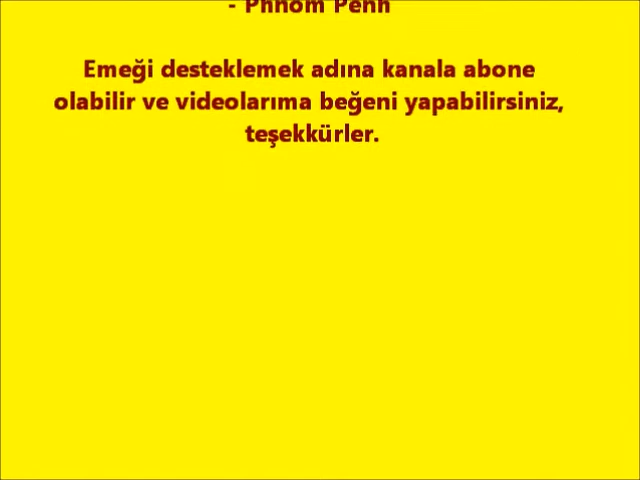 - Phnom Penh
Emeği desteklemek adına kanala abone
olabilir ve videolarıma beğeni yapabilirsiniz,
teşekkürler.